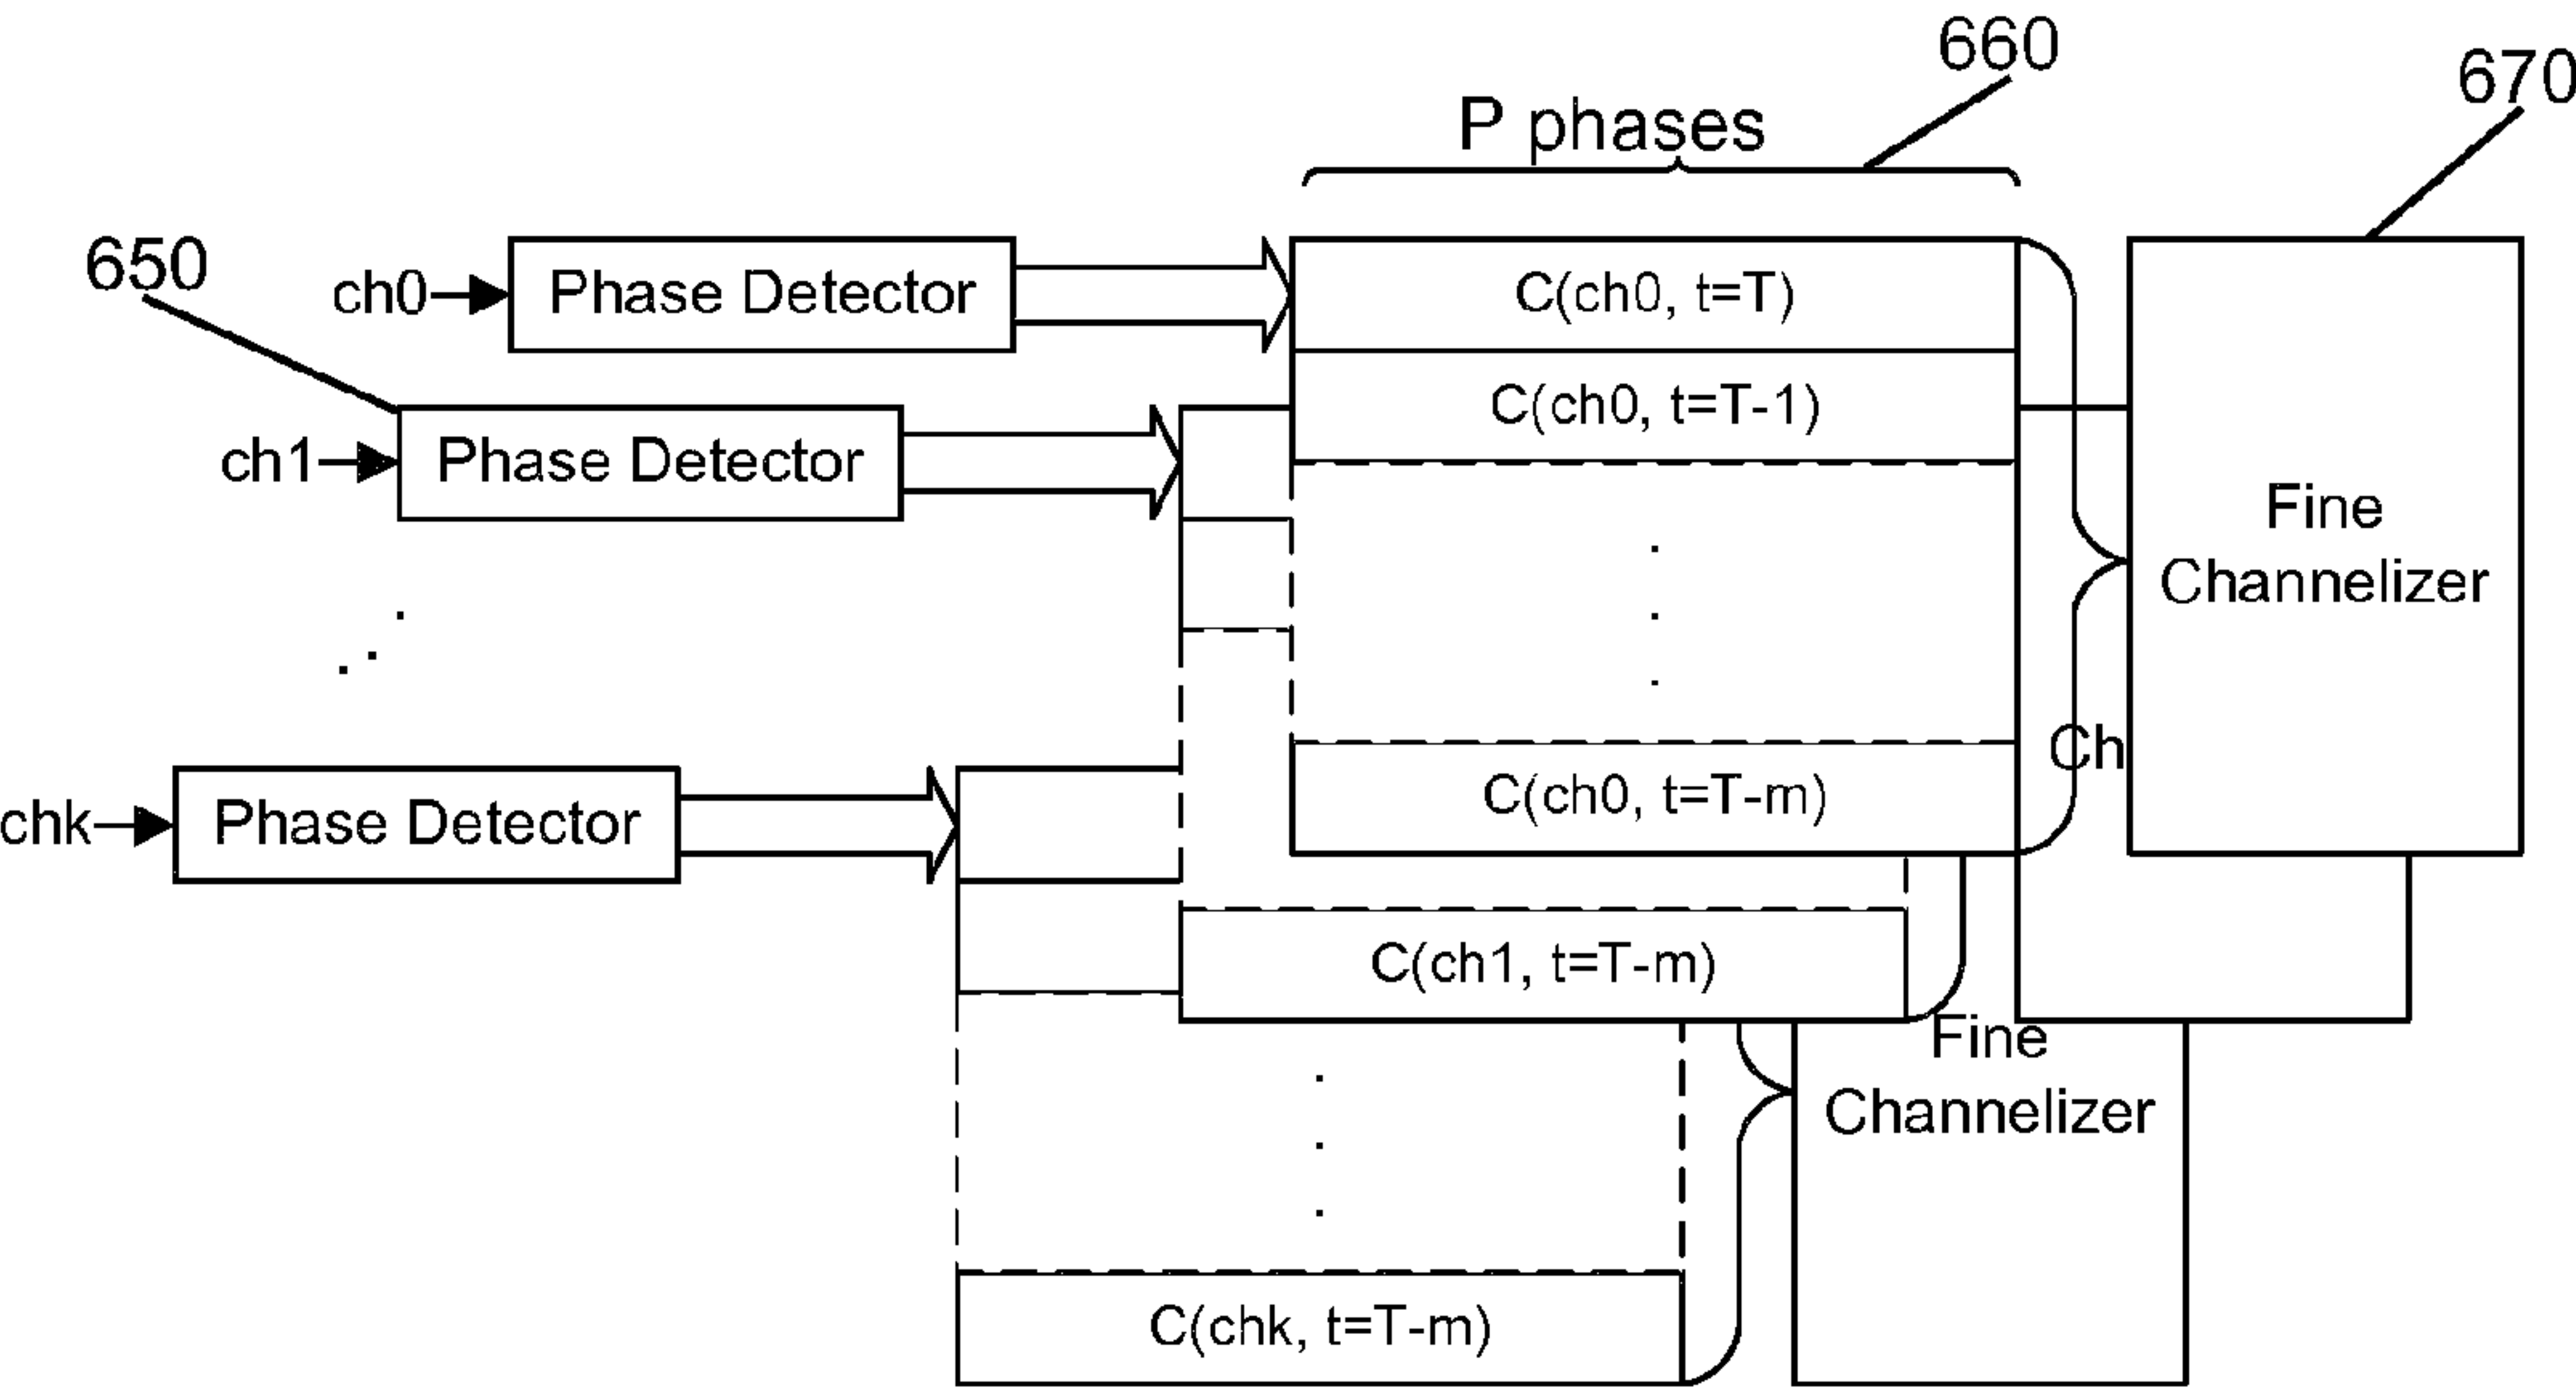 660
670
P phases
650
ch0
Phase Detector
C(ch0, t=T)
C(ch0, t=T-1)
ch1
Phase Detector
Fine
Channelizer
Ch
chk
Phase Detector
C(ch0, t=T-m)
C(ch1, t=T-m)
Fine
Channelizer
C(chk, t=T-m)